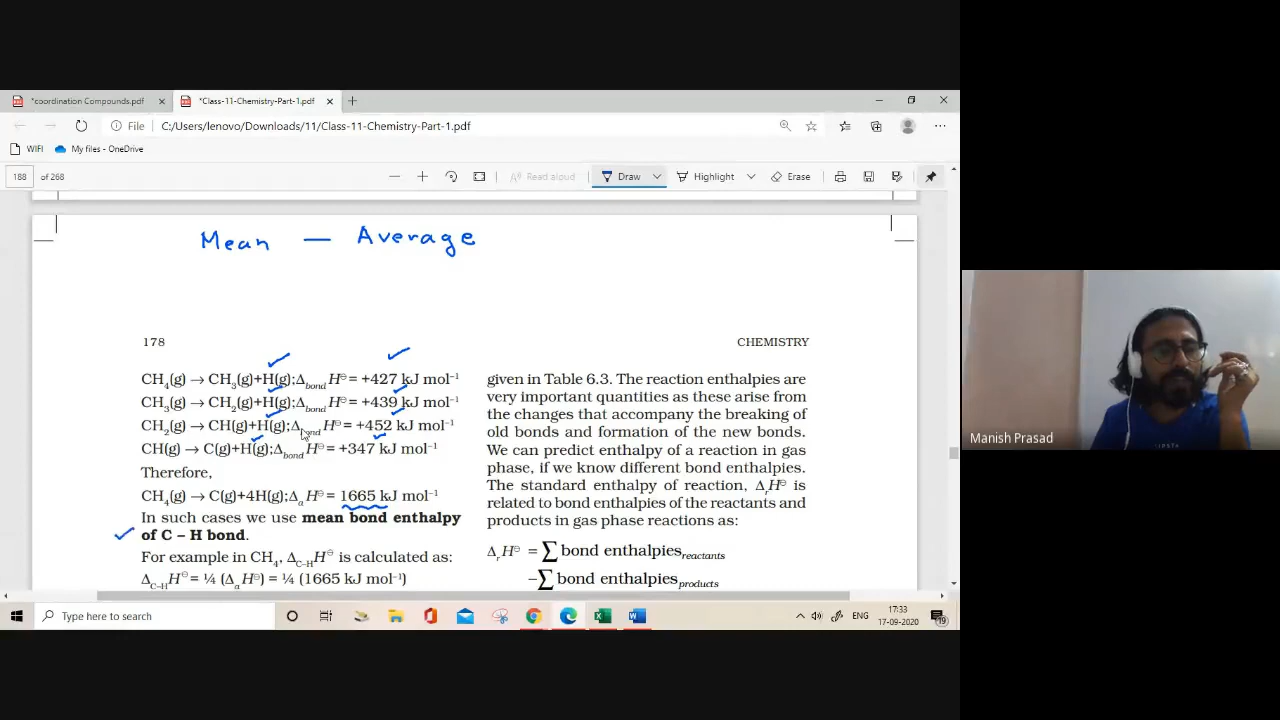 *coordination Compounds.pdf
*Class-11-Chemistry-Part-1.pdf
File C:/Users/lenovo/Downloads/11/Class-11-Chemistry-Part-1.pdf
WIFI My files - OneDrive
188 of 268 Read aloud Draw Highlight Erase
Mean — Average
178 CHEMISTRY
CH₄(g) → CH₃(g)+H(g);Δbond H⊖ = +427 kJ mol⁻¹
CH₃(g) → CH₂(g)+H(g);Δbond H⊖ = +439 kJ mol⁻¹
CH₂(g) → CH(g)+H(g);Δbond H⊖ = +452 kJ mol⁻¹
CH(g) → C(g)+H(g);Δbond H⊖ = +347 kJ mol⁻¹
Therefore,
CH₄(g) → C(g)+4H(g);ΔₐH⊖ = 1665 kJ mol⁻¹
In such cases we use mean bond enthalpy
of C – H bond.
For example in CH₄, ΔC–HH⊖ is calculated as:
ΔC–HH⊖ = ¼ (ΔₐH⊖) = ¼ (1665 kJ mol⁻¹)
given in Table 6.3. The reaction enthalpies are
very important quantities as these arise from
the changes that accompany the breaking of
old bonds and formation of the new bonds.
We can predict enthalpy of a reaction in gas
phase, if we know different bond enthalpies.
The standard enthalpy of reaction, ΔᵣH⊖ is
related to bond enthalpies of the reactants and
products in gas phase reactions as:
ΔᵣH⊖ = ∑ bond enthalpies reactants
−∑ bond enthalpies products
Manish Prasad
Type here to search
ENG
17:33
17-09-2020
19